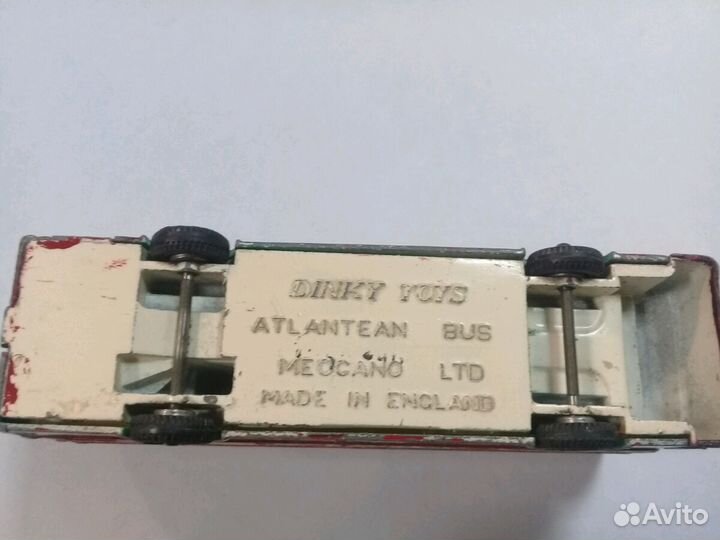 DINKY TOYS
ATLANTEAN BUS
MECCANO LTD
MADE IN ENGLAND
Avito